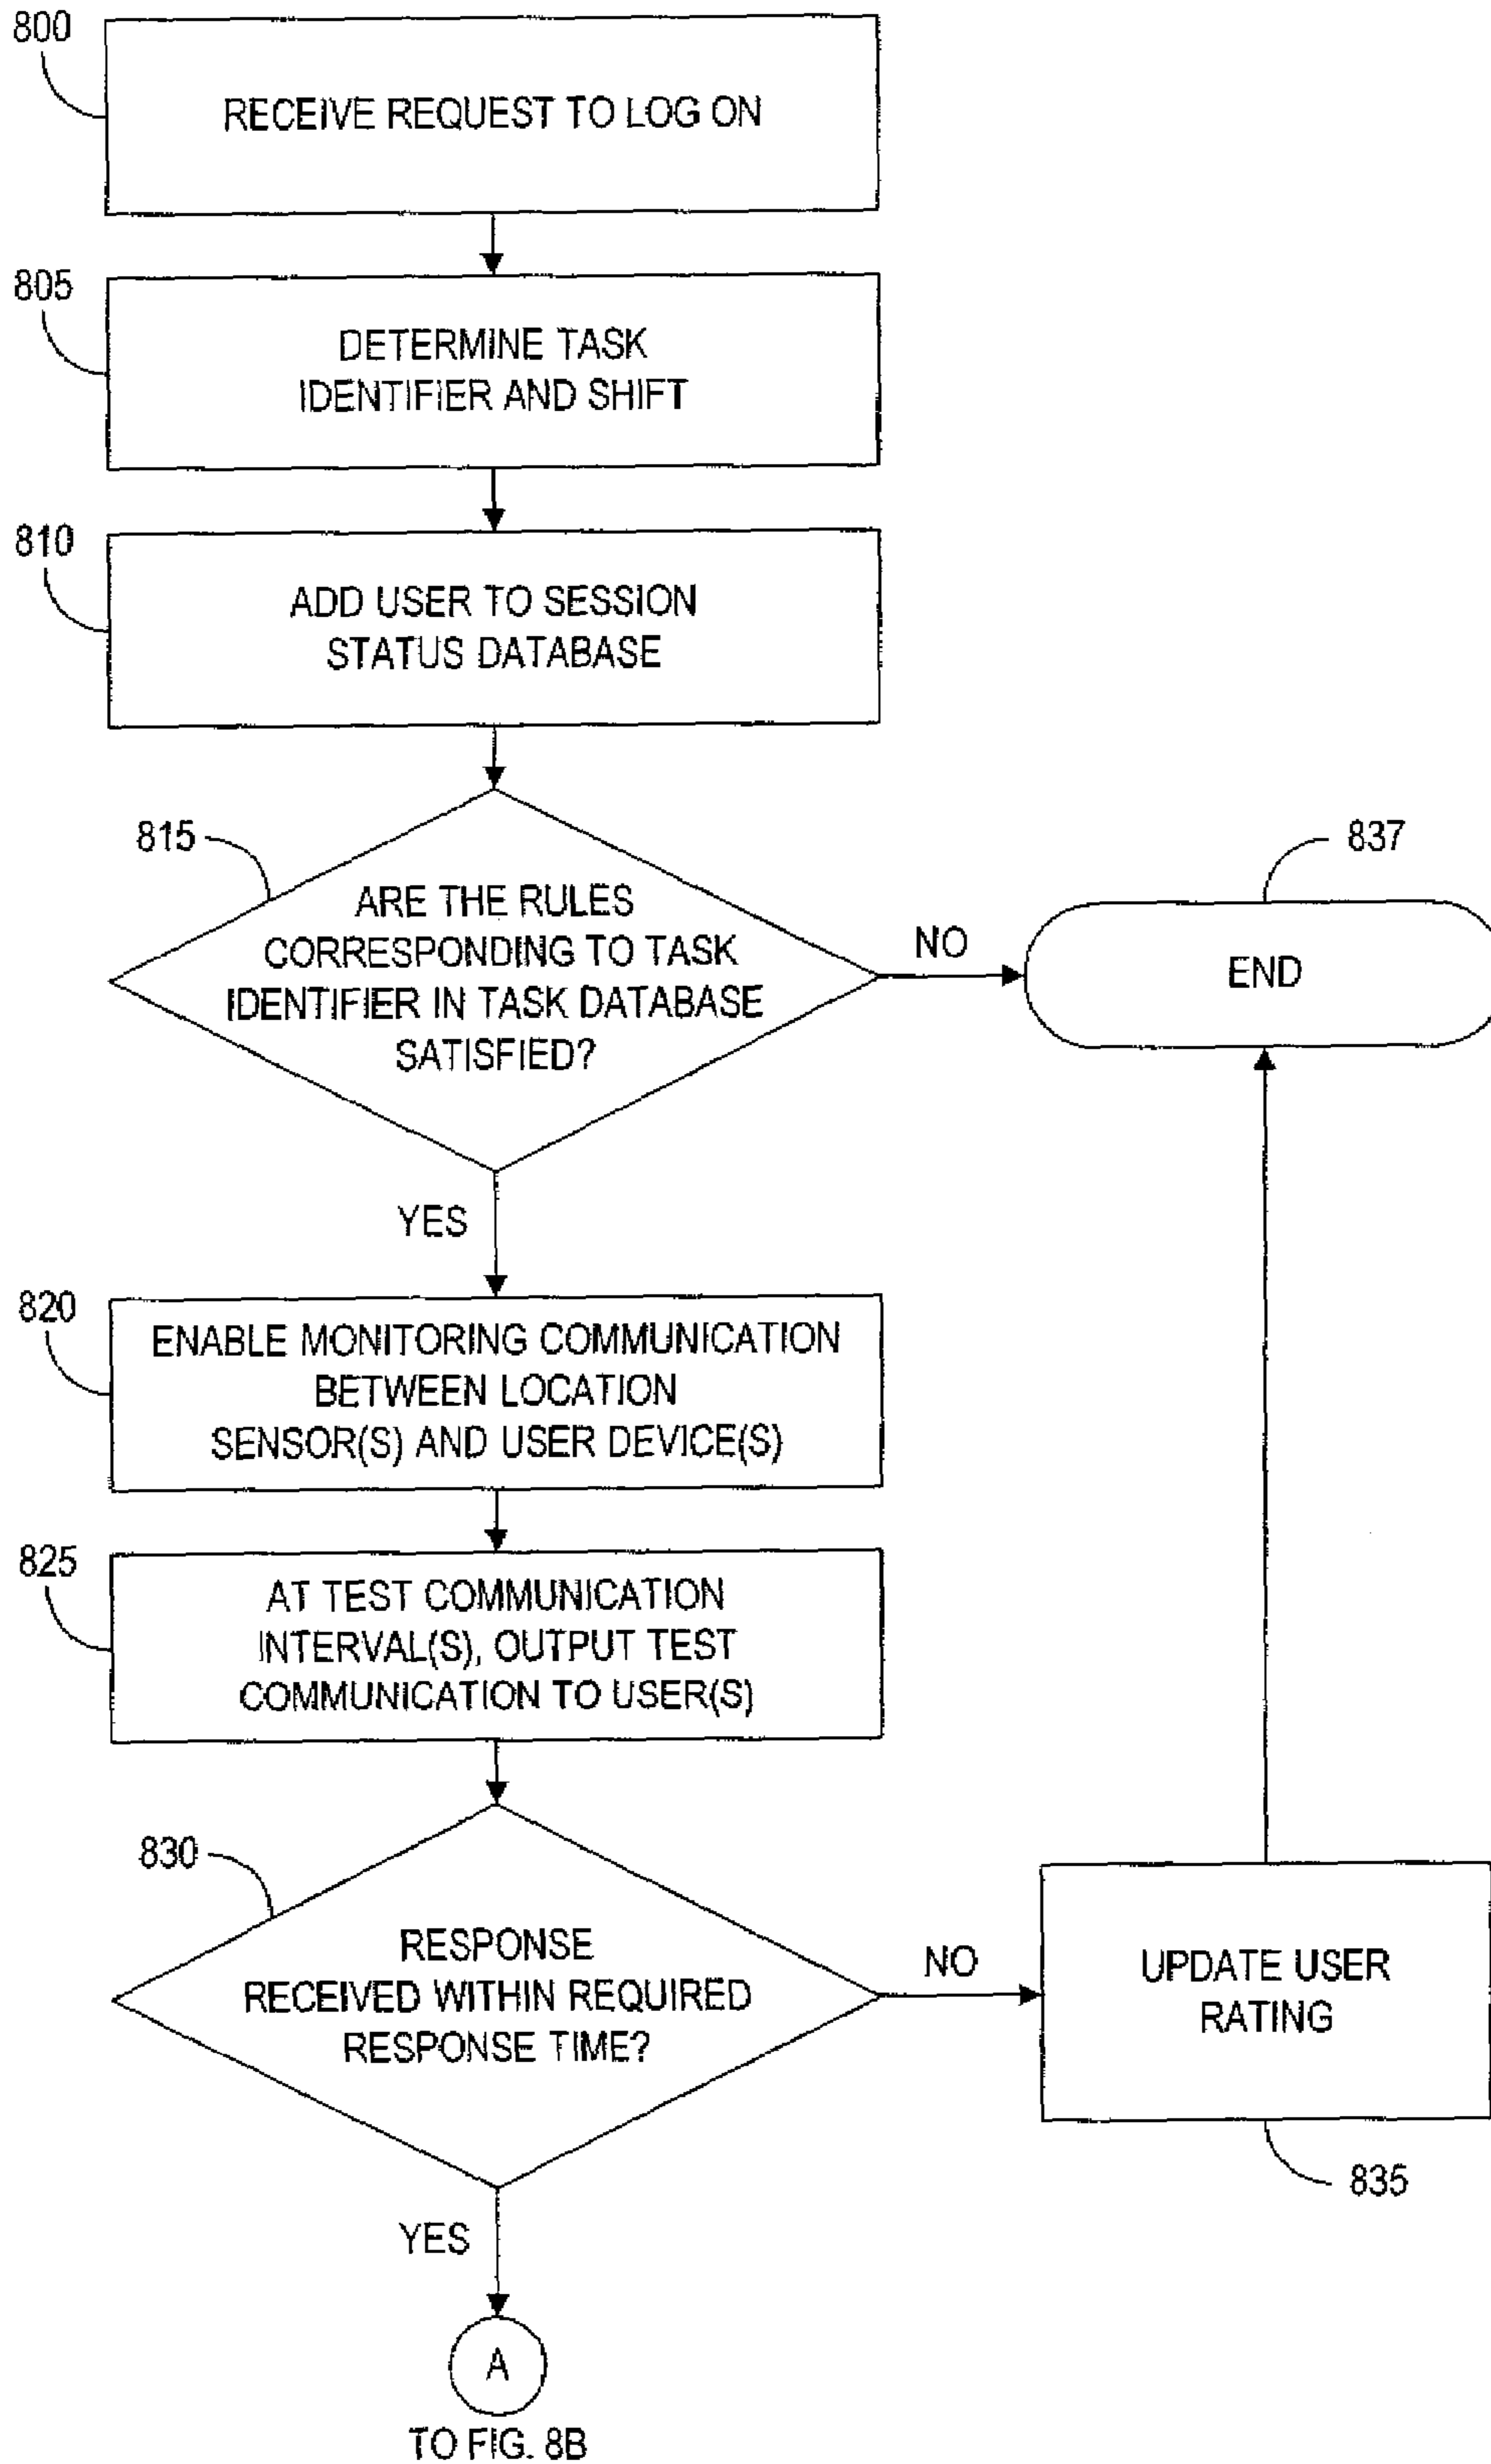 800
RECEIVE REQUEST TO LOG ON
805
DETERMINE TASK
IDENTIFIER AND SHIFT
810
ADD USER TO SESSION
STATUS DATABASE
815
ARE THE RULES
CORRESPONDING TO TASK
IDENTIFIER IN TASK DATABASE
SATISFIED?
NO
837
END
YES
820
ENABLE MONITORING COMMUNICATION
BETWEEN LOCATION
SENSOR(S) AND USER DEVICE(S)
825
AT TEST COMMUNICATION
INTERVAL(S), OUTPUT TEST
COMMUNICATION TO USER(S)
830
RESPONSE
RECEIVED WITHIN REQUIRED
RESPONSE TIME?
NO
UPDATE USER
RATING
835
YES
A
TO FIG. 8B